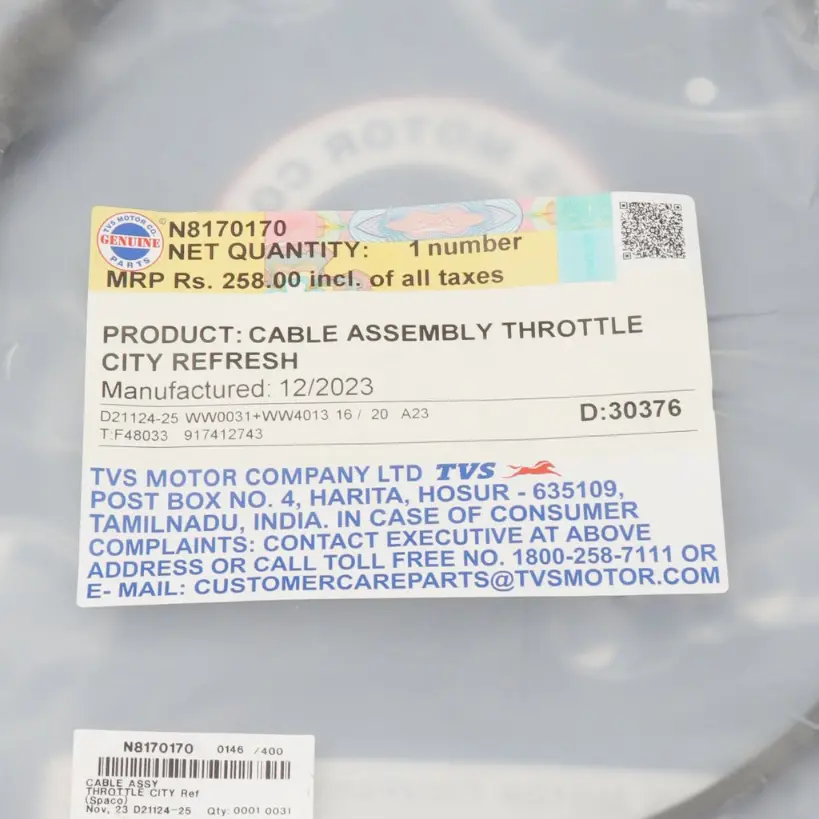 TVS MOTOR CO.
GENUINE
PARTS
©
N8170170
NET QUANTITY: 1 number
MRP Rs. 258.00 incl. of all taxes
PRODUCT: CABLE ASSEMBLY THROTTLE
CITY REFRESH
Manufactured: 12/2023
D21124-25 WW0031+WW4013 16 / 20 A23
T:F48033 917412743
D:30376
TVS MOTOR COMPANY LTD TVS
POST BOX NO. 4, HARITA, HOSUR - 635109,
TAMILNADU, INDIA. IN CASE OF CONSUMER
COMPLAINTS: CONTACT EXECUTIVE AT ABOVE
ADDRESS OR CALL TOLL FREE NO. 1800-258-7111 OR
E- MAIL: CUSTOMERCAREPARTS@TVSMOTOR.COM
N8170170 0146 /400
CABLE ASSY
THROTTLE CITY Ref
(Spaco)
Nov, 23 D21124-25 Qty: 0001 0031